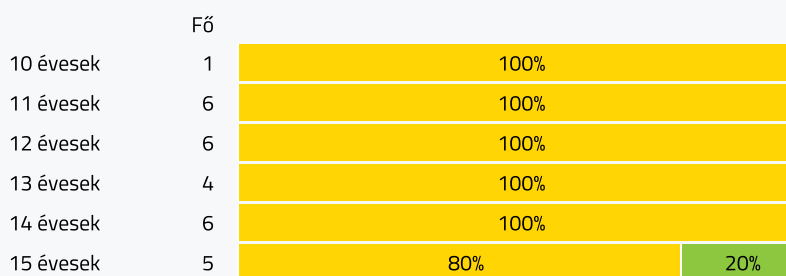 Fő
10 évesek 1 100%
11 évesek 6 100%
12 évesek 6 100%
13 évesek 4 100%
14 évesek 6 100%
15 évesek 5 80% 20%